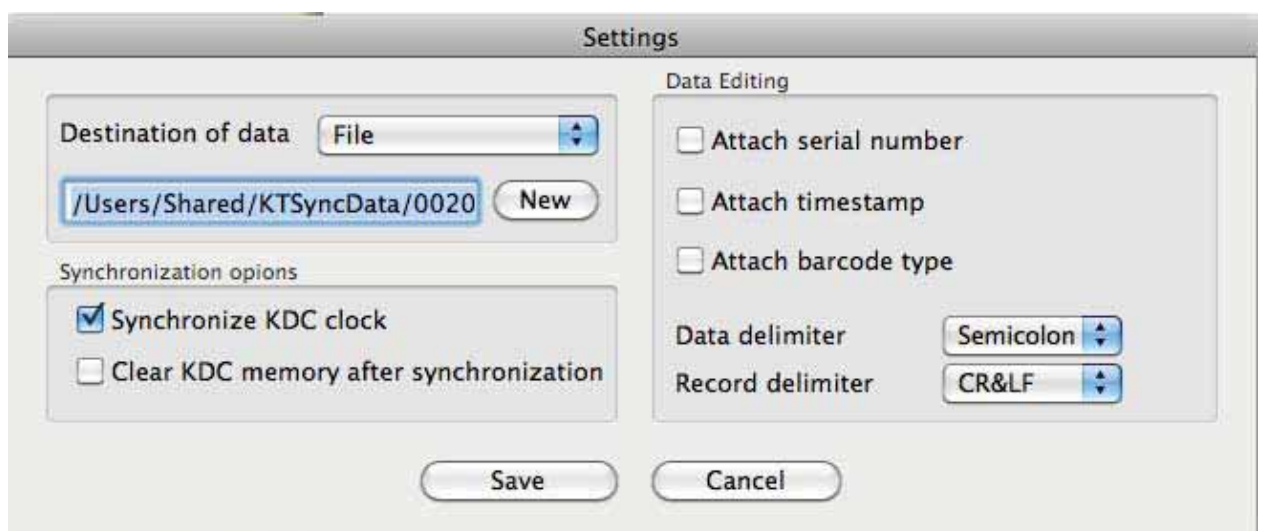 Settings
Destination of data File
/Users/Shared/KTSyncData/0020 New
Synchronization opions
Synchronize KDC clock
Clear KDC memory after synchronization
Data Editing
Attach serial number
Attach timestamp
Attach barcode type
Data delimiter Semicolon
Record delimiter CR&LF
Save Cancel